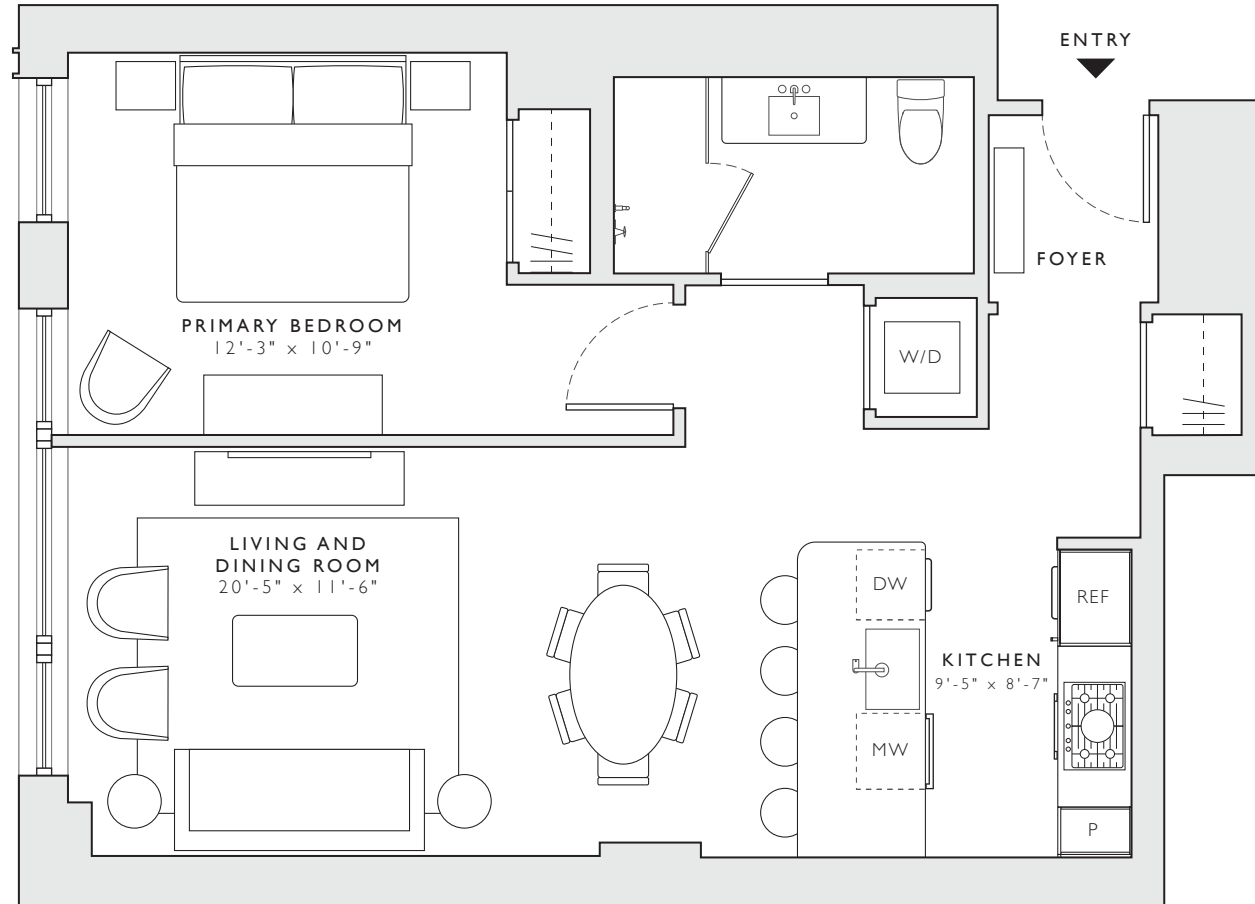 ENTRY
FOYER
PRIMARY BEDROOM
12'-3" x 10'-9"
W/D
LIVING AND
DINING ROOM
20'-5" x 11'-6"
DW
REF
KITCHEN
9'-5" x 8'-7"
MW
P